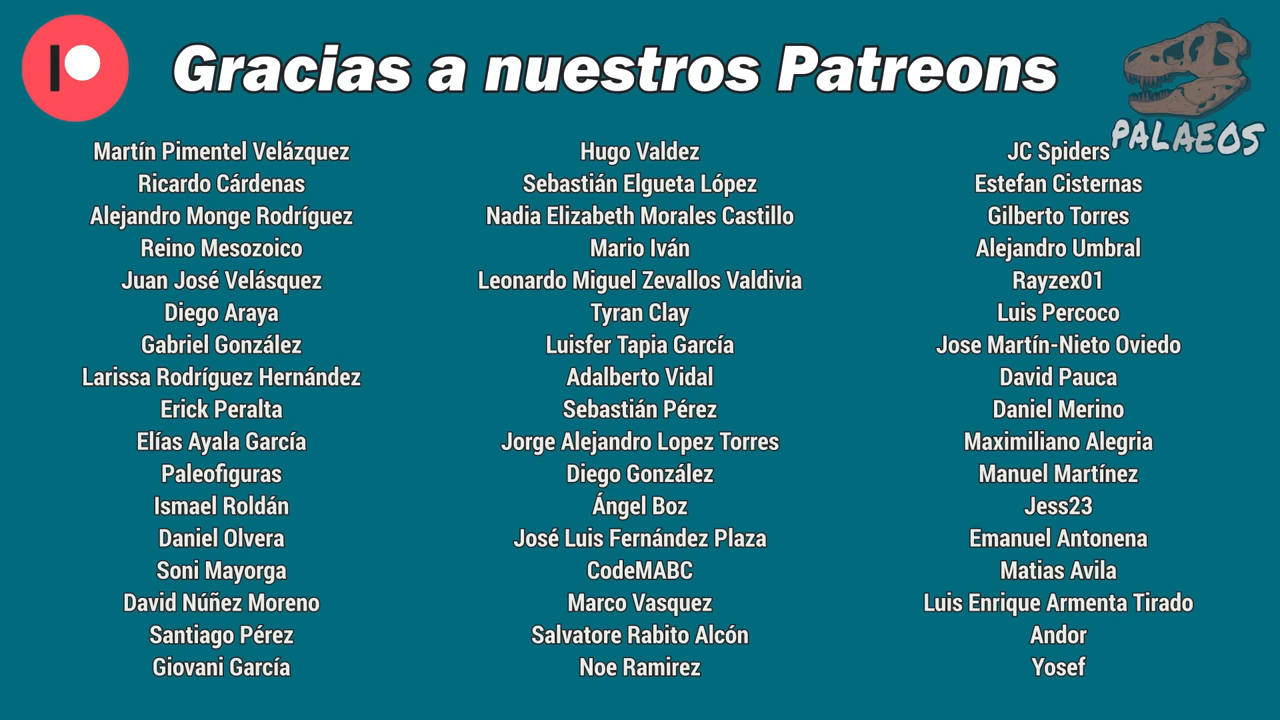 Gracias a nuestros Patreons
PALAEOS
Martín Pimentel Velázquez
Ricardo Cárdenas
Alejandro Monge Rodríguez
Reino Mesozoico
Juan José Velásquez
Diego Araya
Gabriel González
Larissa Rodríguez Hernández
Erick Peralta
Elías Ayala García
Paleofiguras
Ismael Roldán
Daniel Olvera
Soni Mayorga
David Núñez Moreno
Santiago Pérez
Giovani García
Hugo Valdez
Sebastián Elgueta López
Nadia Elizabeth Morales Castillo
Mario Iván
Leonardo Miguel Zevallos Valdivia
Tyran Clay
Luisfer Tapia García
Adalberto Vidal
Sebastián Pérez
Jorge Alejandro Lopez Torres
Diego González
Ángel Boz
José Luis Fernández Plaza
CodeMABC
Marco Vasquez
Salvatore Rabito Alcón
Noe Ramirez
JC Spiders
Estefan Cisternas
Gilberto Torres
Alejandro Umbral
Rayzex01
Luis Percoco
Jose Martín-Nieto Oviedo
David Pauca
Daniel Merino
Maximiliano Alegria
Manuel Martínez
Jess23
Emanuel Antonena
Matias Avila
Luis Enrique Armenta Tirado
Andor
Yosef